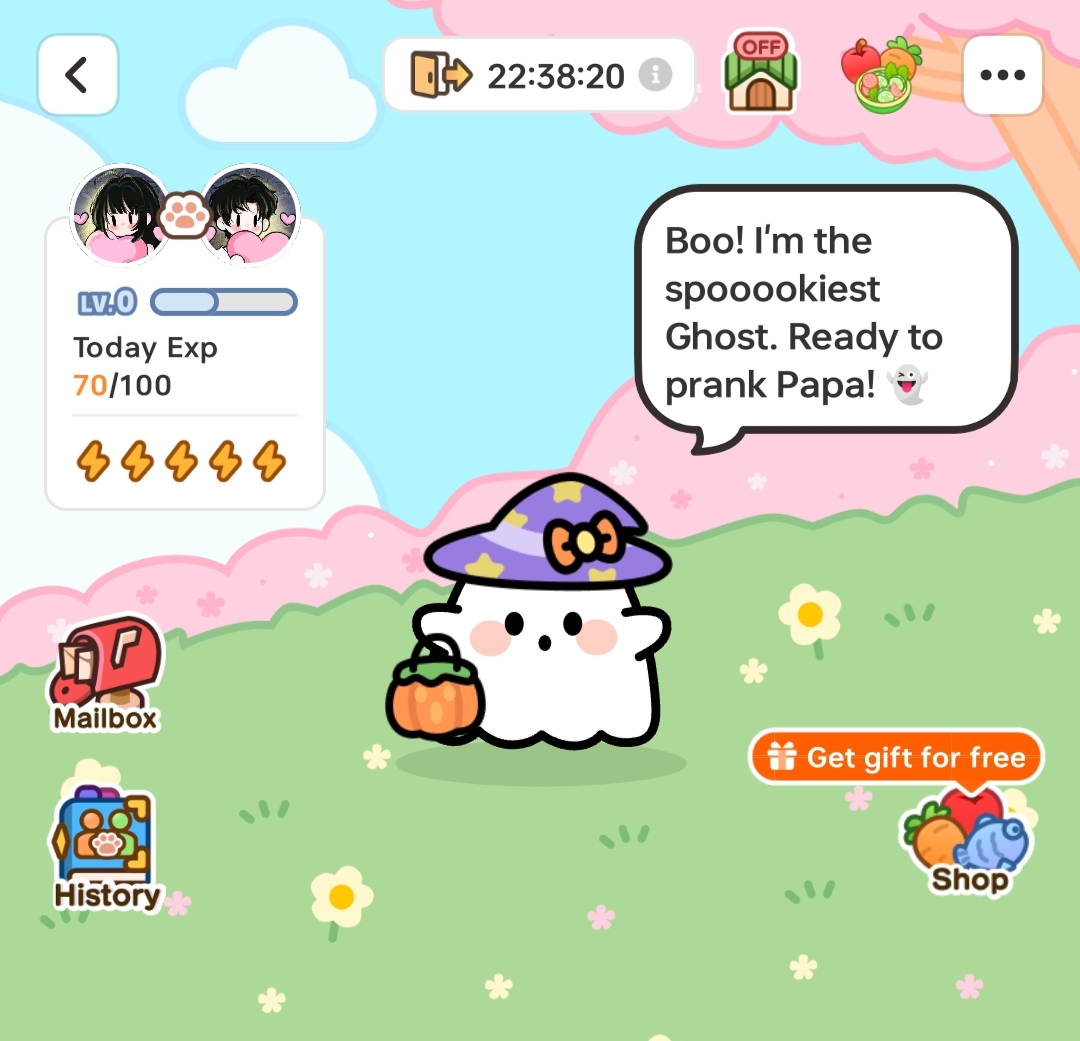 22:38:20
OFF
LV.0
Today Exp
70/100
Boo! I'm the
spooookiest
Ghost. Ready to
prank Papa! 👻
Mailbox
History
Get gift for free
Shop